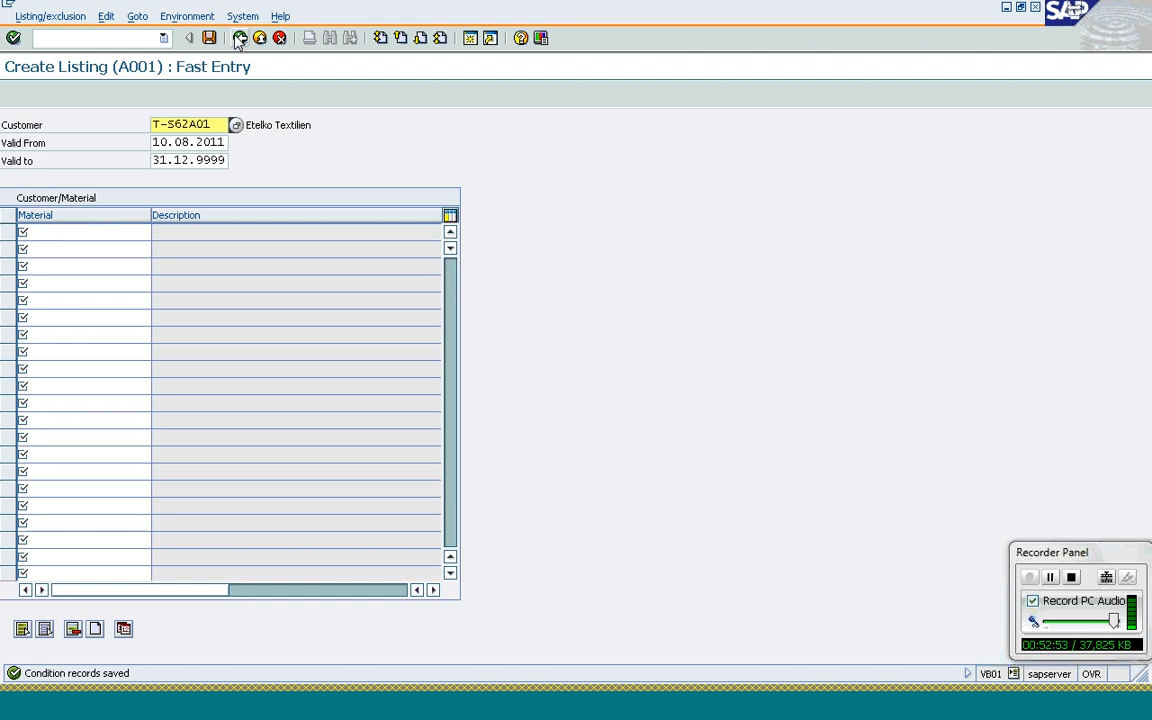 Listing/exclusion Edit Goto Environment System Help
SAP
Create Listing (A001) : Fast Entry
Customer T-S62A01 Etelko Textilien
Valid From 10.08.2011
Valid to 31.12.9999
Customer/Material
Material Description
Recorder Panel
Record PC Audio
00:52:53 / 37,825 KB
Condition records saved VB01 sapserver OVR